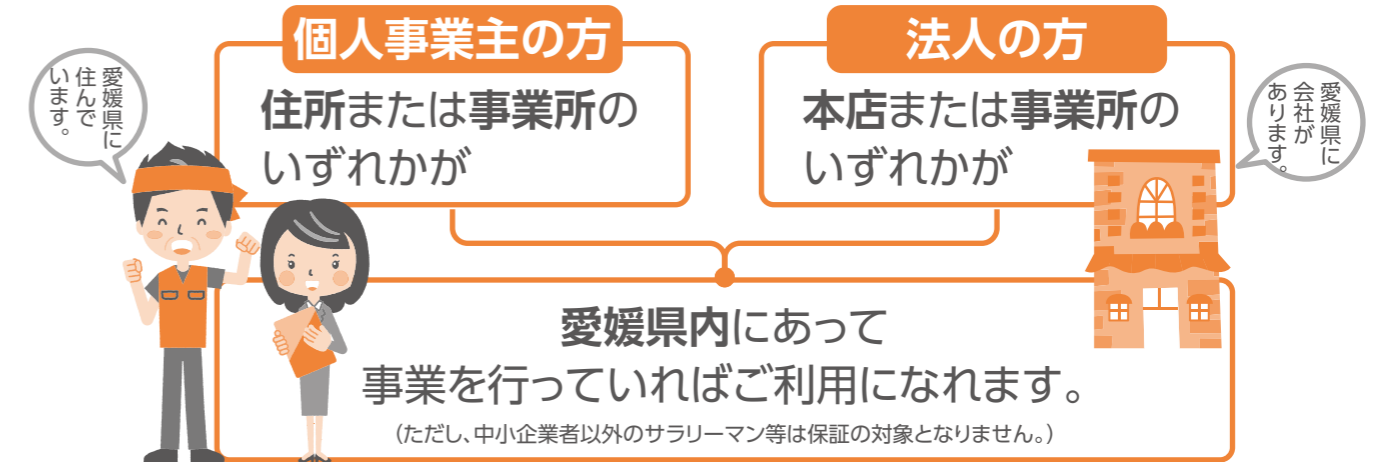 個人事業主の方
愛媛県に
住んで
います。
住所または事業所の
いずれかが
法人の方
本店または事業所の
いずれかが
愛媛県に
会社が
あります。
愛媛県内にあって
事業を行っていればご利用になれます。
(ただし、中小企業者以外のサラリーマン等は保証の対象となりません。)